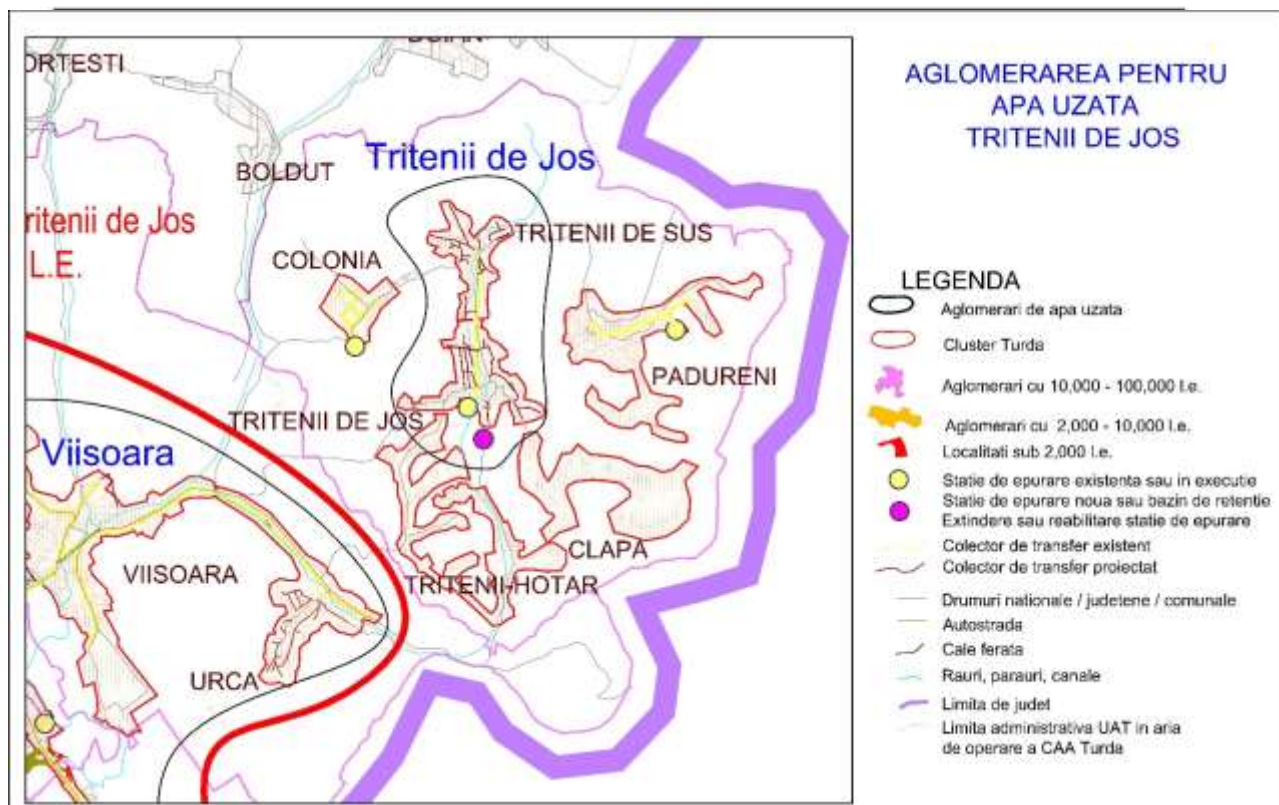 ORTESTI
BOLDUT
Tritenii de Jos
ritenii de Jos
L.E.
COLONIA
TRITENII DE SUS
PADURENI
TRITENII DE JOS
Viisoara
VIISOARA
CLAPA
TRITENII-HOTAR
URCA
AGLOMERAREA PENTRU
APA UZATA
TRITENII DE JOS
LEGENDA
Aglomerari de apa uzata
Cluster Turda
Aglomerari cu 10,000 - 100,000 l.e.
Aglomerari cu 2,000 - 10,000 l.e.
Localitati sub 2,000 l.e.
Statie de epurare existenta sau in executie
Statie de epurare noua sau bazin de retentie
Extindere sau reabilitare statie de epurare
Colector de transfer existent
Colector de transfer proiectat
Drumuri nationale / judetene / comunale
Autostrada
Cale ferata
Rauri, parauri, canale
Limita de judet
Limita administrativa UAT in aria
de operare a CAA Turda